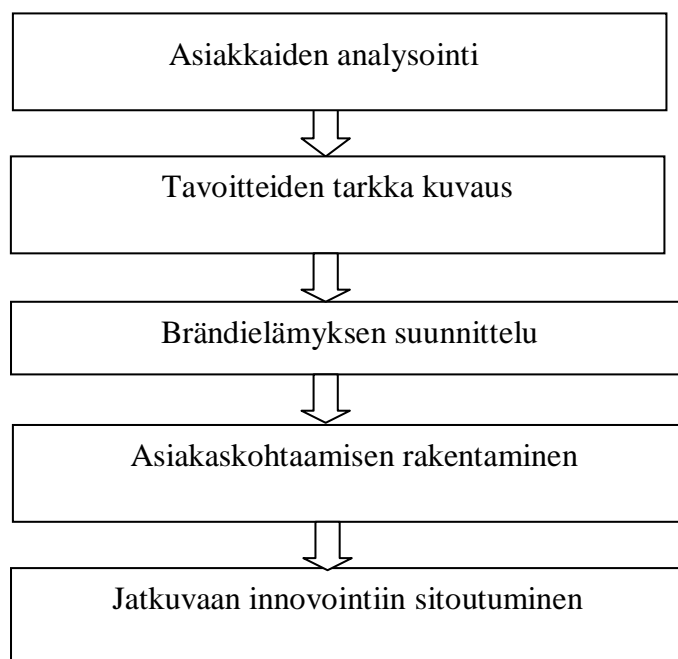 Asiakkaiden analysointi
Tavoitteiden tarkka kuvaus
Brändielämyksen suunnittelu
Asiakaskohtaamisen rakentaminen
Jatkuvaan innovointiin sitoutuminen